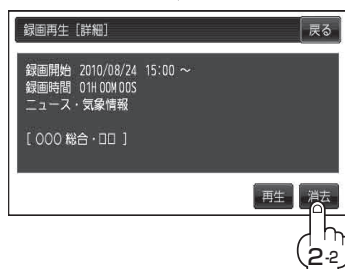 録画再生［詳細］ 戻る
録画開始 2010/08/24 15:00 ～
録画時間 01H 00M 00S
ニュース・気象情報
[ ○○○ 総合・□□ ]
再生 消去
2-2